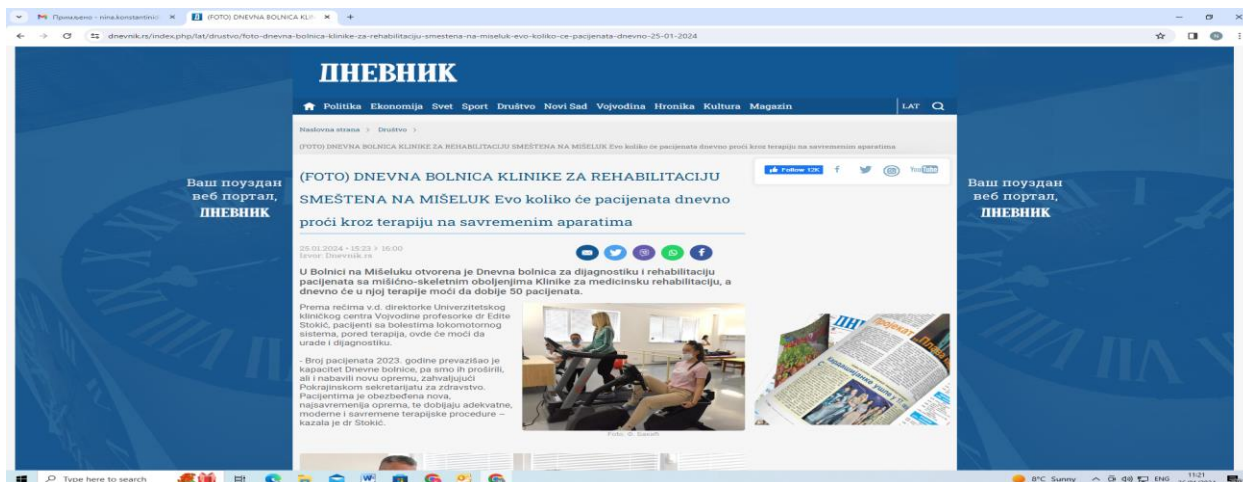 Примљено - nina.konstantinic
(FOTO) DNEVNA BOLNICA KLIN
dnevnik.rs/index.php/lat/drustvo/foto-dnevna-bolnica-klinike-za-rehabilitaciju-smestena-na-miseluk-evo-koliko-ce-pacijenata-dnevno-25-01-2024
ДНЕВНИК
Politika Ekonomija Svet Sport Društvo Novi Sad Vojvodina Hronika Kultura Magazin LAT
Naslovna strana > Društvo >
(FOTO) DNEVNA BOLNICA KLINIKE ZA REHABILITACIJU SMEŠTENA NA MIŠELUK Evo koliko će pacijenata dnevno proći kroz terapiju na savremenim aparatima
Ваш поуздан
веб портал,
ДНЕВНИК
(FOTO) DNEVNA BOLNICA KLINIKE ZA REHABILITACIJU
SMEŠTENA NA MIŠELUK Evo koliko će pacijenata dnevno
proći kroz terapiju na savremenim aparatima
Follow 12K
YouTube
Ваш поуздан
веб портал,
ДНЕВНИК
25.01.2024 • 15:23 > 16:00
Izvor: Dnevnik.rs
U Bolnici na Mišeluku otvorena je Dnevna bolnica za dijagnostiku i rehabilitaciju
pacijenata sa mišićno-skeletnim oboljenjima Klinike za medicinsku rehabilitaciju, a
dnevno će u njoj terapije moći da dobije 50 pacijenata.
Prema rečima v.d. direktorke Univerzitetskog
kliničkog centra Vojvodine profesorke dr Edite
Stokić, pacijenti sa bolestima lokomotornog
sistema, pored terapija, ovde će moći da
urade i dijagnostiku.
- Broj pacijenata 2023. godine prevazišao je
kapacitet Dnevne bolnice, pa smo ih proširili,
ali i nabavili novu opremu, zahvaljujući
Pokrajinskom sekretarijatu za zdravstvo.
Pacijentima je obezbeđena nova,
najsavremenija oprema, te dobijaju adekvatne,
moderne i savremene terapijske procedure –
kazala je dr Stokić.
Foto:
Type here to search
8°C Sunny ENG 11:21